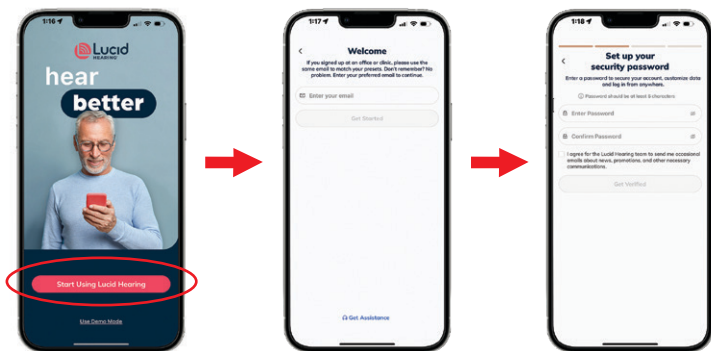 1:16
Lucid
HEARING
hear
better
Start Using Lucid Hearing
Use Demo Mode
1:17
Welcome
If you signed up at an office or clinic, please use the
same email to match your presets. Don't remember? No
problem. Enter your preferred email to continue.
Enter your email
Get Started
Get Assistance
1:18
Set up your
security password
Enter a password to secure your account, customize data
and log in from anywhere.
Password should be at least 6 characters
Enter Password
Confirm Password
I agree for the Lucid Hearing team to send me occasional
emails about news, promotions, and other necessary
communications.
Get Verified